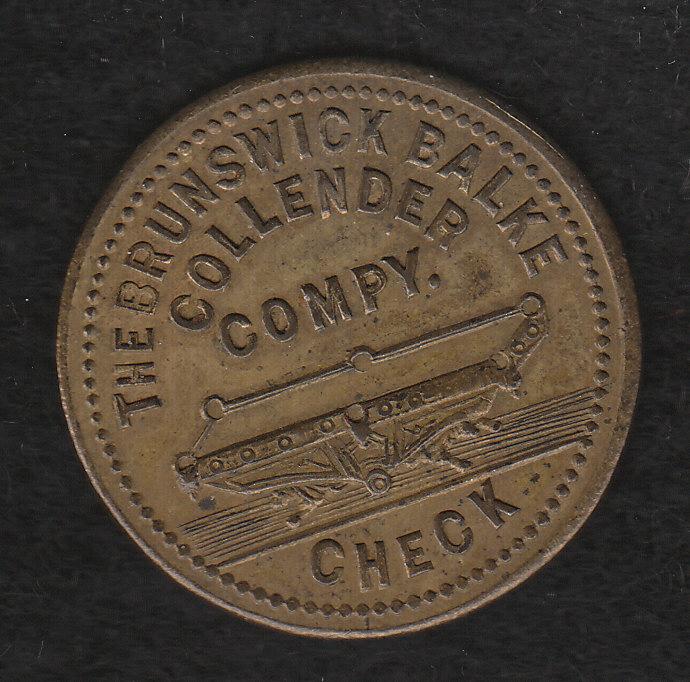 THE BRUNSWICK BALKE
COLLENDER
COMPY.
CHECK